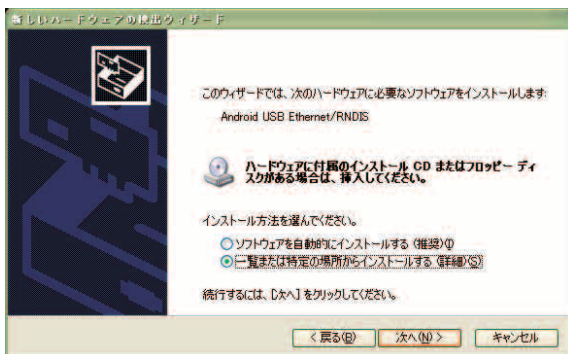 新しいハードウェアの検出ウィザード
このウィザードでは、次のハードウェアに必要なソフトウェアをインストールします:
Android USB Ethernet/RNDIS
ハードウェアに付属のインストール CD またはフロッピー ディ
スクがある場合は、挿入してください。
インストール方法を選んでください。
ソフトウェアを自動的にインストールする (推奨)(I)
一覧または特定の場所からインストールする (詳細)(S)
続行するには、[次へ] をクリックしてください。
< 戻る(B)
次へ(N) >
キャンセル